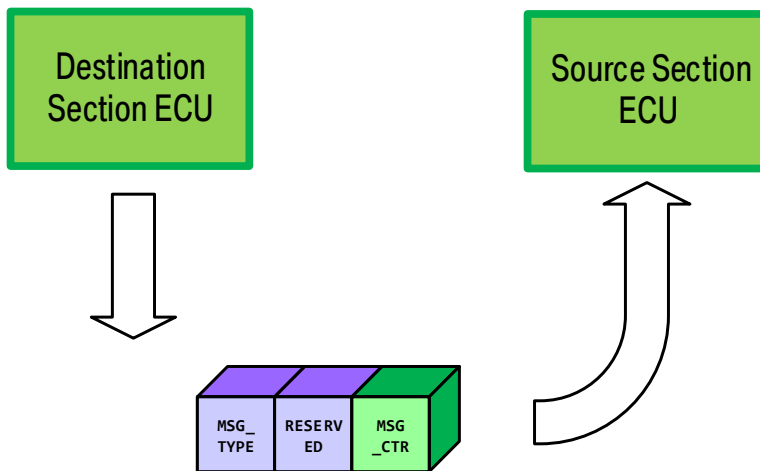 Destination
Section ECU
Source Section
ECU
MSG_
TYPE
RESERV
ED
MSG
_CTR